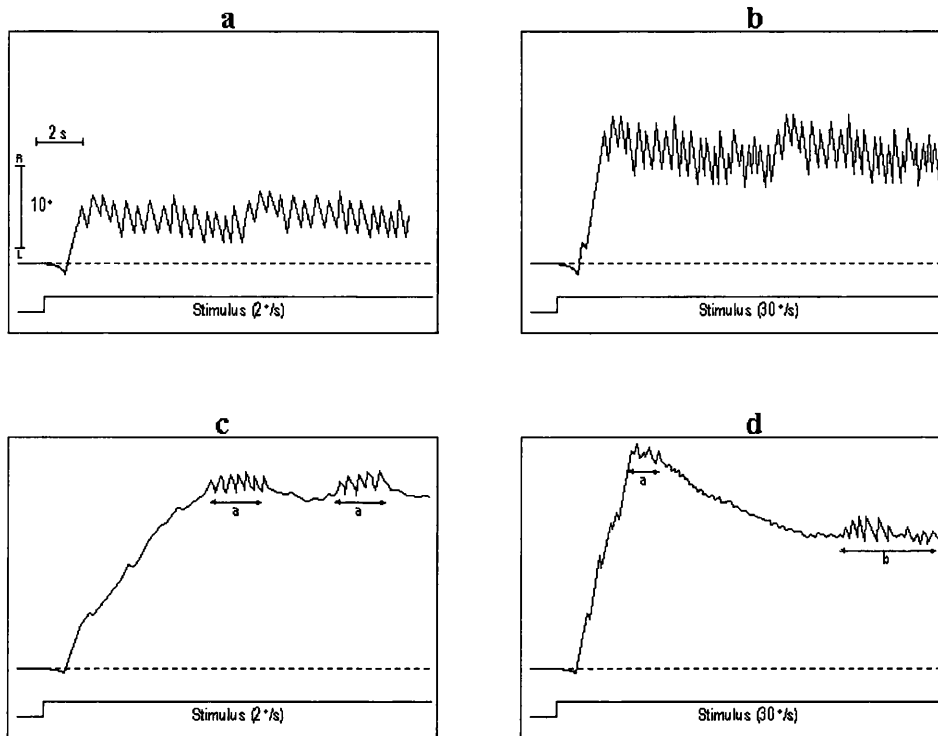 a
b
2 s
R
10°
L
Stimulus (2°/s)
Stimulus (30°/s)
c
d
a
a
a
b
Stimulus (2°/s)
Stimulus (30°/s)